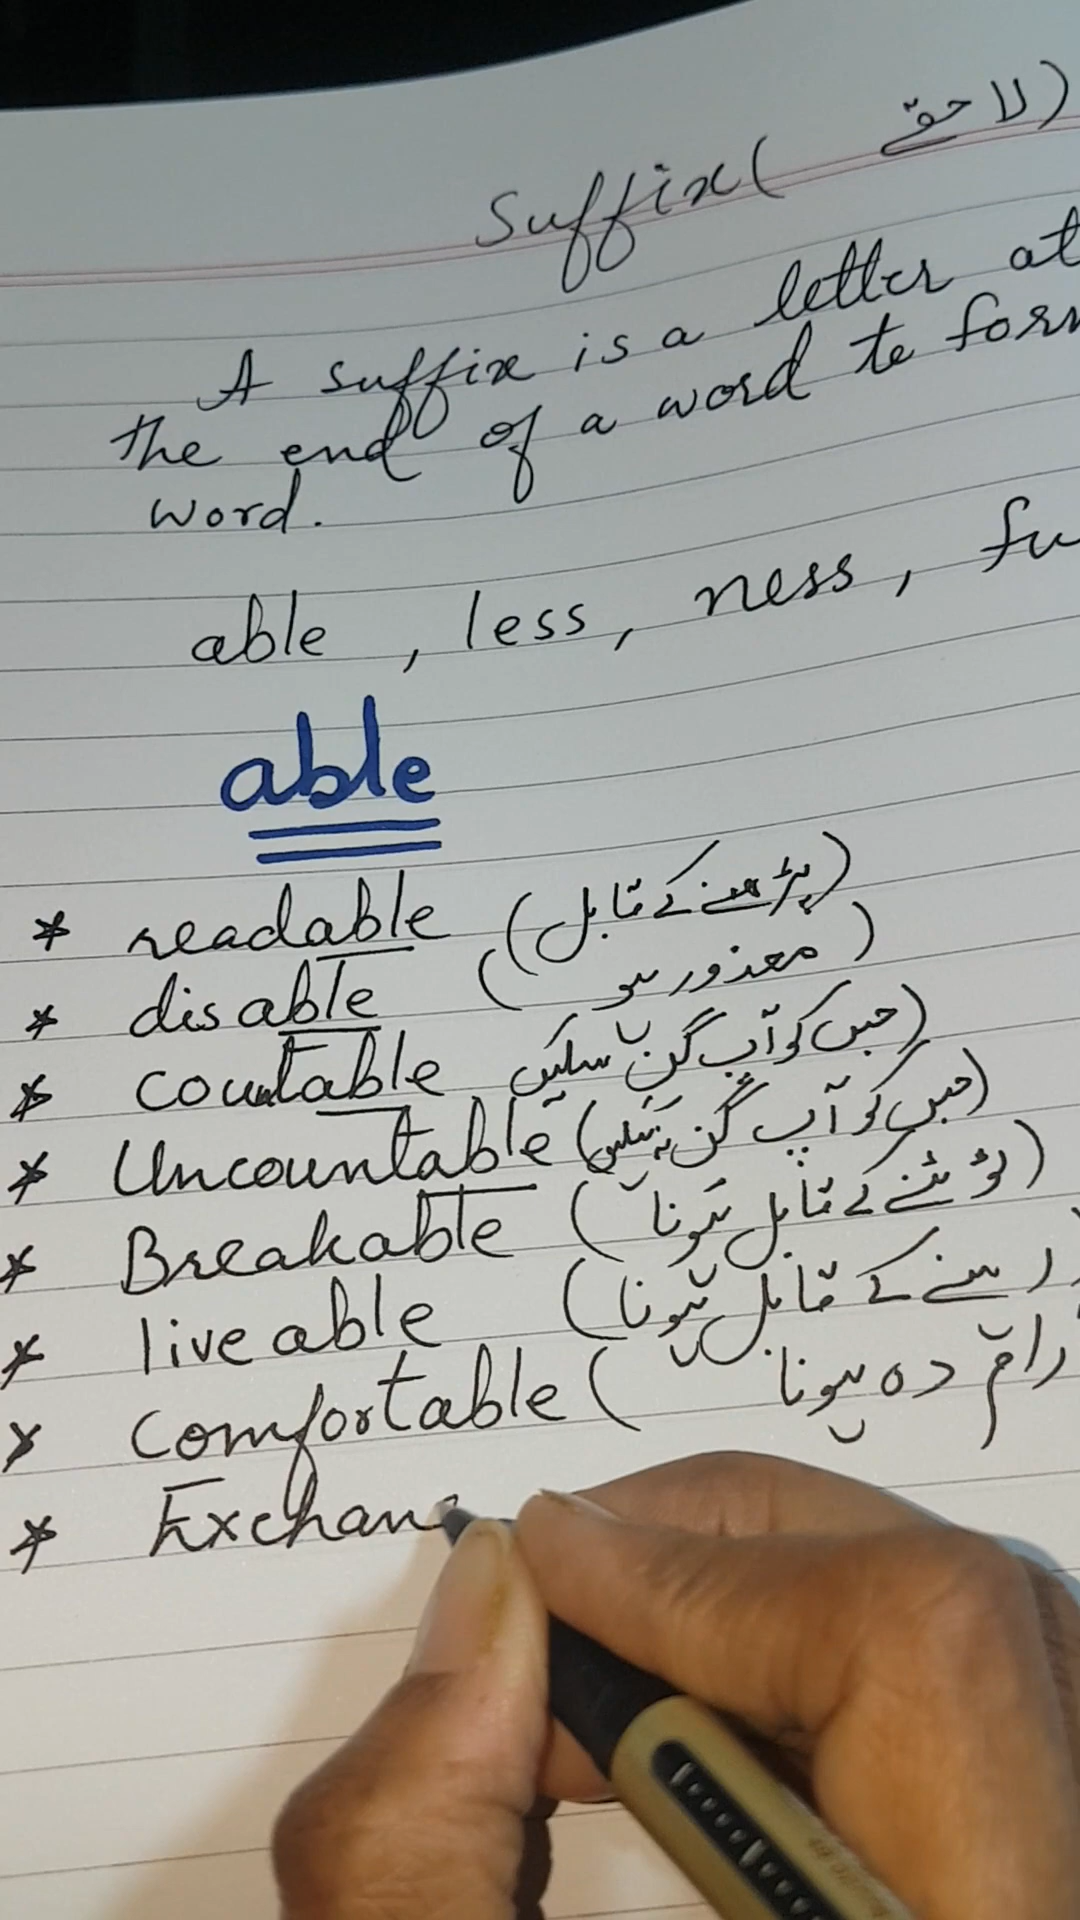 Suffix ( لاحقے )
A suffix is a letter at
the end of a word to form
word.
able , less , ness , fu
able
* readable ( پڑھنے کے قابل )
* disable ( معذور ہو )
* countable جس کو آپ گن سکیں )
* Uncountable ( جس کو آپ گن نہ سکیں )
* Breakable ( ٹوٹنے کے قابل ہونا )
* liveable ( رہنے کے قابل ہونا )
* Comfortable ( آرام دہ ہونا
* Exchan